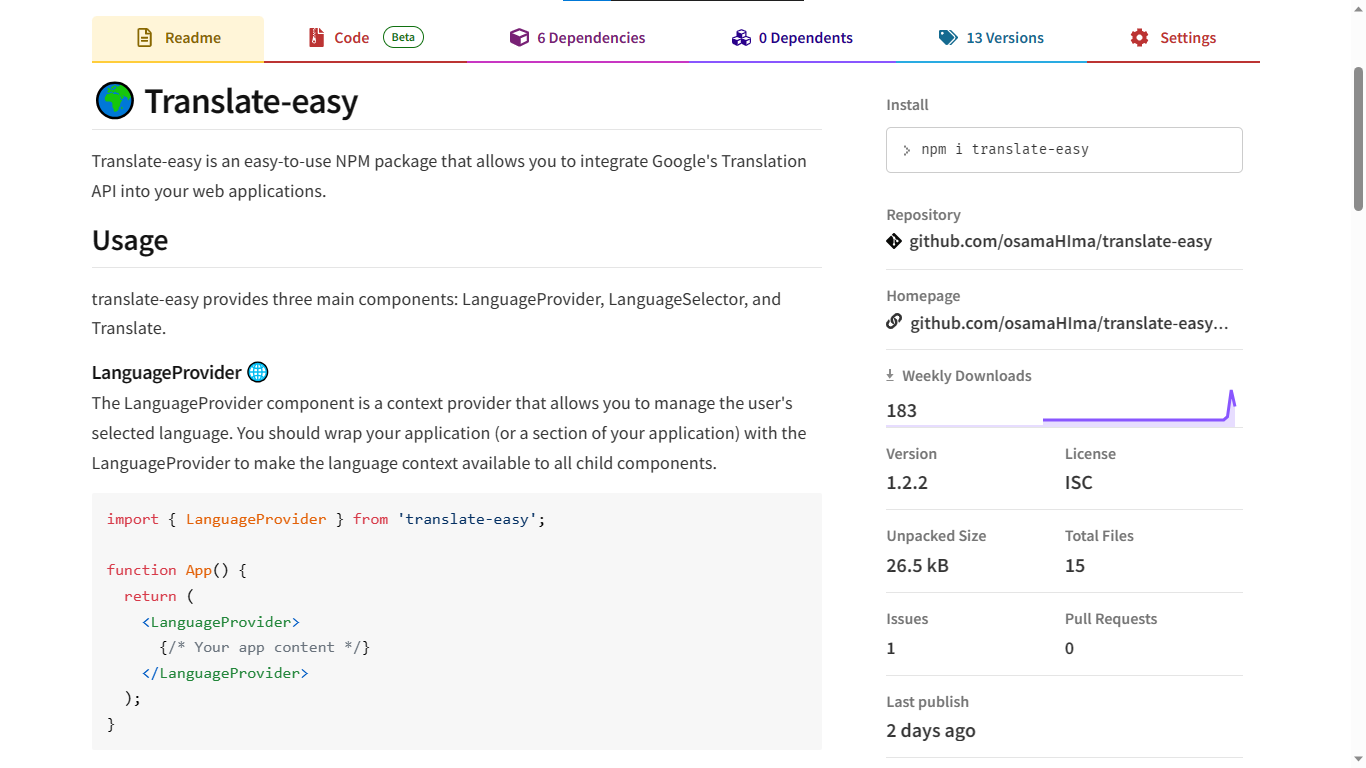 Readme
Code Beta
6 Dependencies
0 Dependents
13 Versions
Settings
Translate-easy
Translate-easy is an easy-to-use NPM package that allows you to integrate Google's Translation
API into your web applications.
Usage
translate-easy provides three main components: LanguageProvider, LanguageSelector, and
Translate.
LanguageProvider
The LanguageProvider component is a context provider that allows you to manage the user's
selected language. You should wrap your application (or a section of your application) with the
LanguageProvider to make the language context available to all child components.
import { LanguageProvider } from 'translate-easy';
function App() {
return (
<LanguageProvider>
{/* Your app content */}
</LanguageProvider>
);
}
Install
> npm i translate-easy
Repository
github.com/osamaHIma/translate-easy
Homepage
github.com/osamaHIma/translate-easy...
Weekly Downloads
183
Version License
1.2.2 ISC
Unpacked Size Total Files
26.5 kB 15
Issues Pull Requests
1 0
Last publish
2 days ago